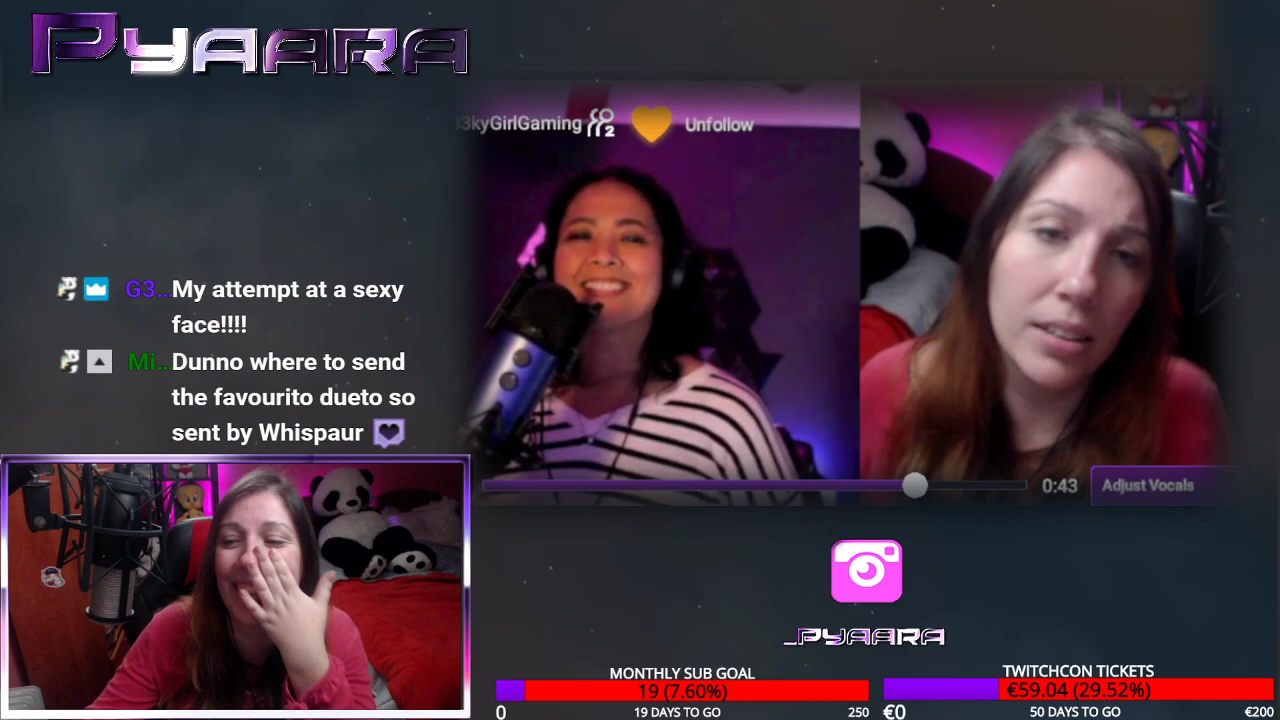 PYAARA
3kyGirlGaming 2 Unfollow
G3...My attempt at a sexy
face!!!!
Mi...Dunno where to send
the favourito dueto so
sent by Whispaur
0:43 Adjust Vocals
_PYAARA
MONTHLY SUB GOAL
19 (7.60%)
0 19 DAYS TO GO 250
TWITCHCON TICKETS
€59.04 (29.52%)
€0 50 DAYS TO GO €200